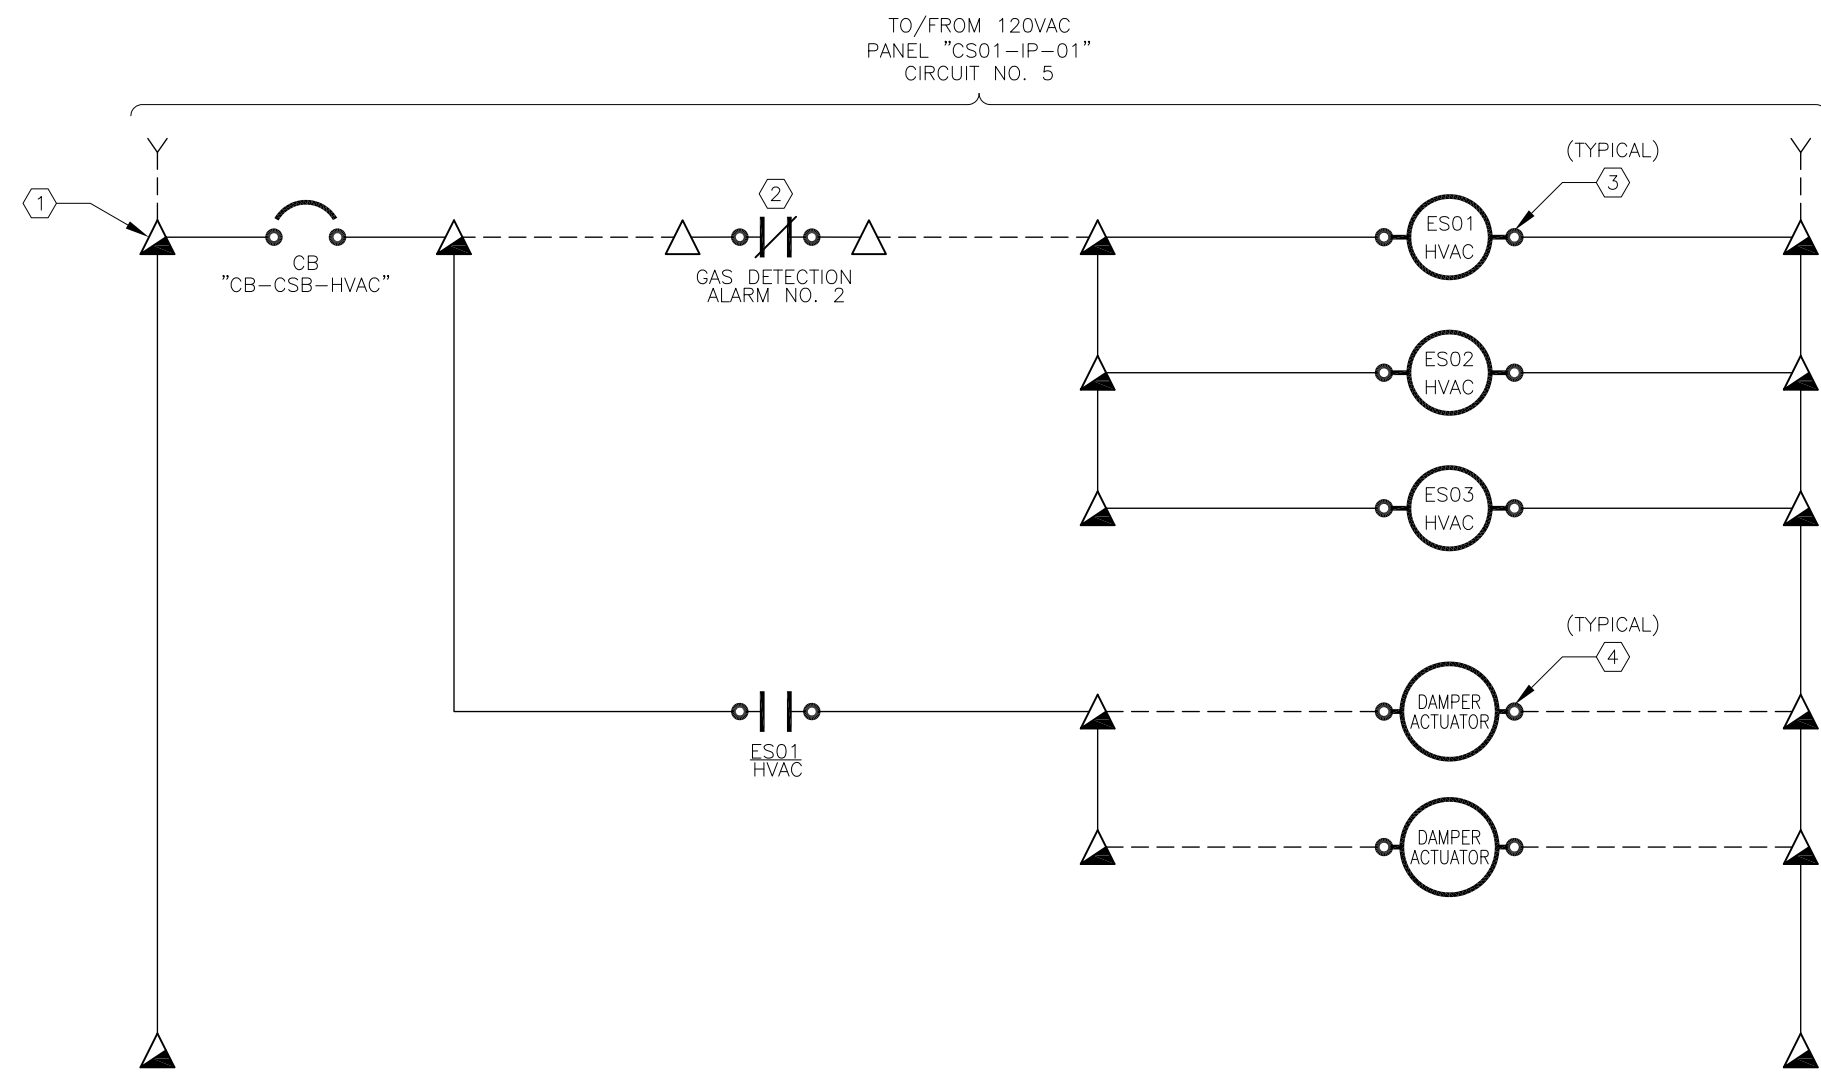 TO/FROM 120VAC
PANEL "CS01-IP-01"
CIRCUIT NO. 5
(TYPICAL)
1
2
3
ES01
HVAC
CB
"CB-CSB-HVAC"
GAS DETECTION
ALARM NO. 2
ES02
HVAC
ES03
HVAC
(TYPICAL)
4
DAMPER
ACTUATOR
ES01
HVAC
DAMPER
ACTUATOR